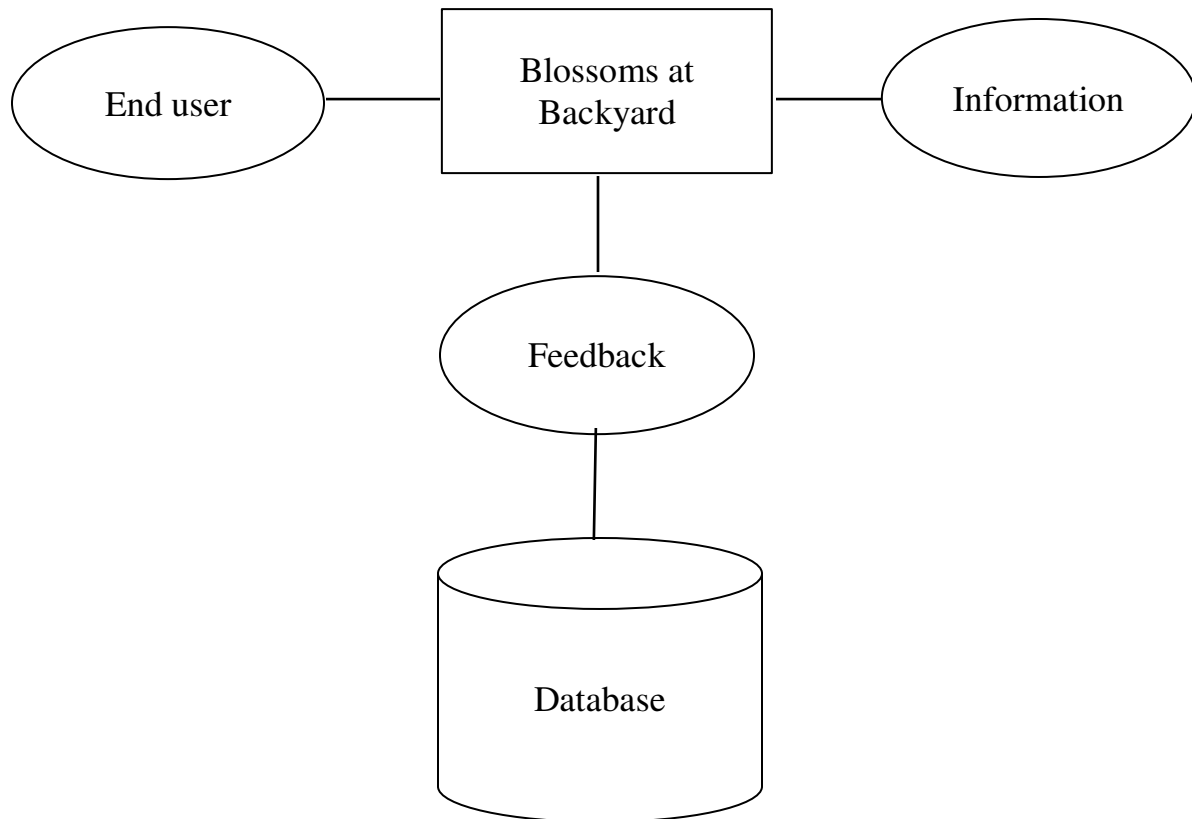 End user
Blossoms at
Backyard
Information
Feedback
Database